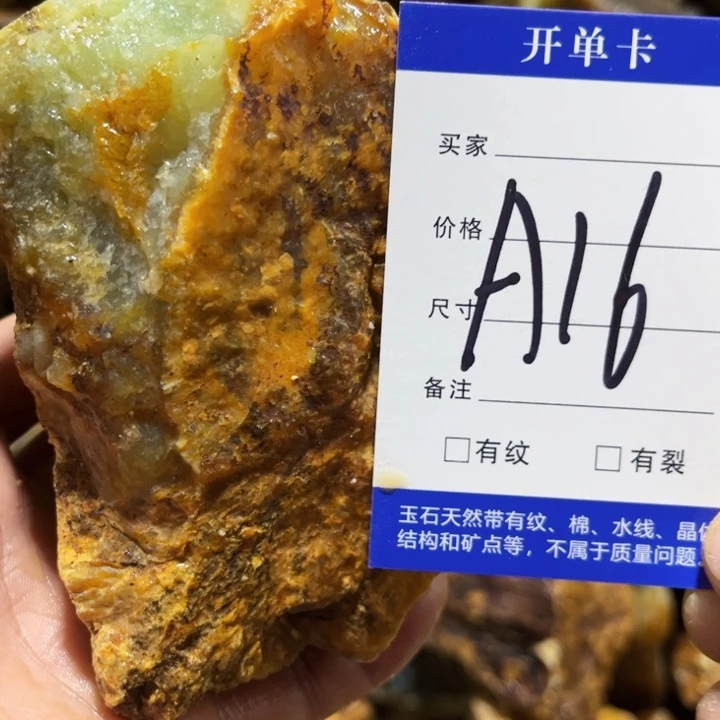 开单卡
买家
价格
尺寸
A16
备注
□有纹 □有裂
玉石天然带有纹、棉、水线、晶体
结构和矿点等，不属于质量问题